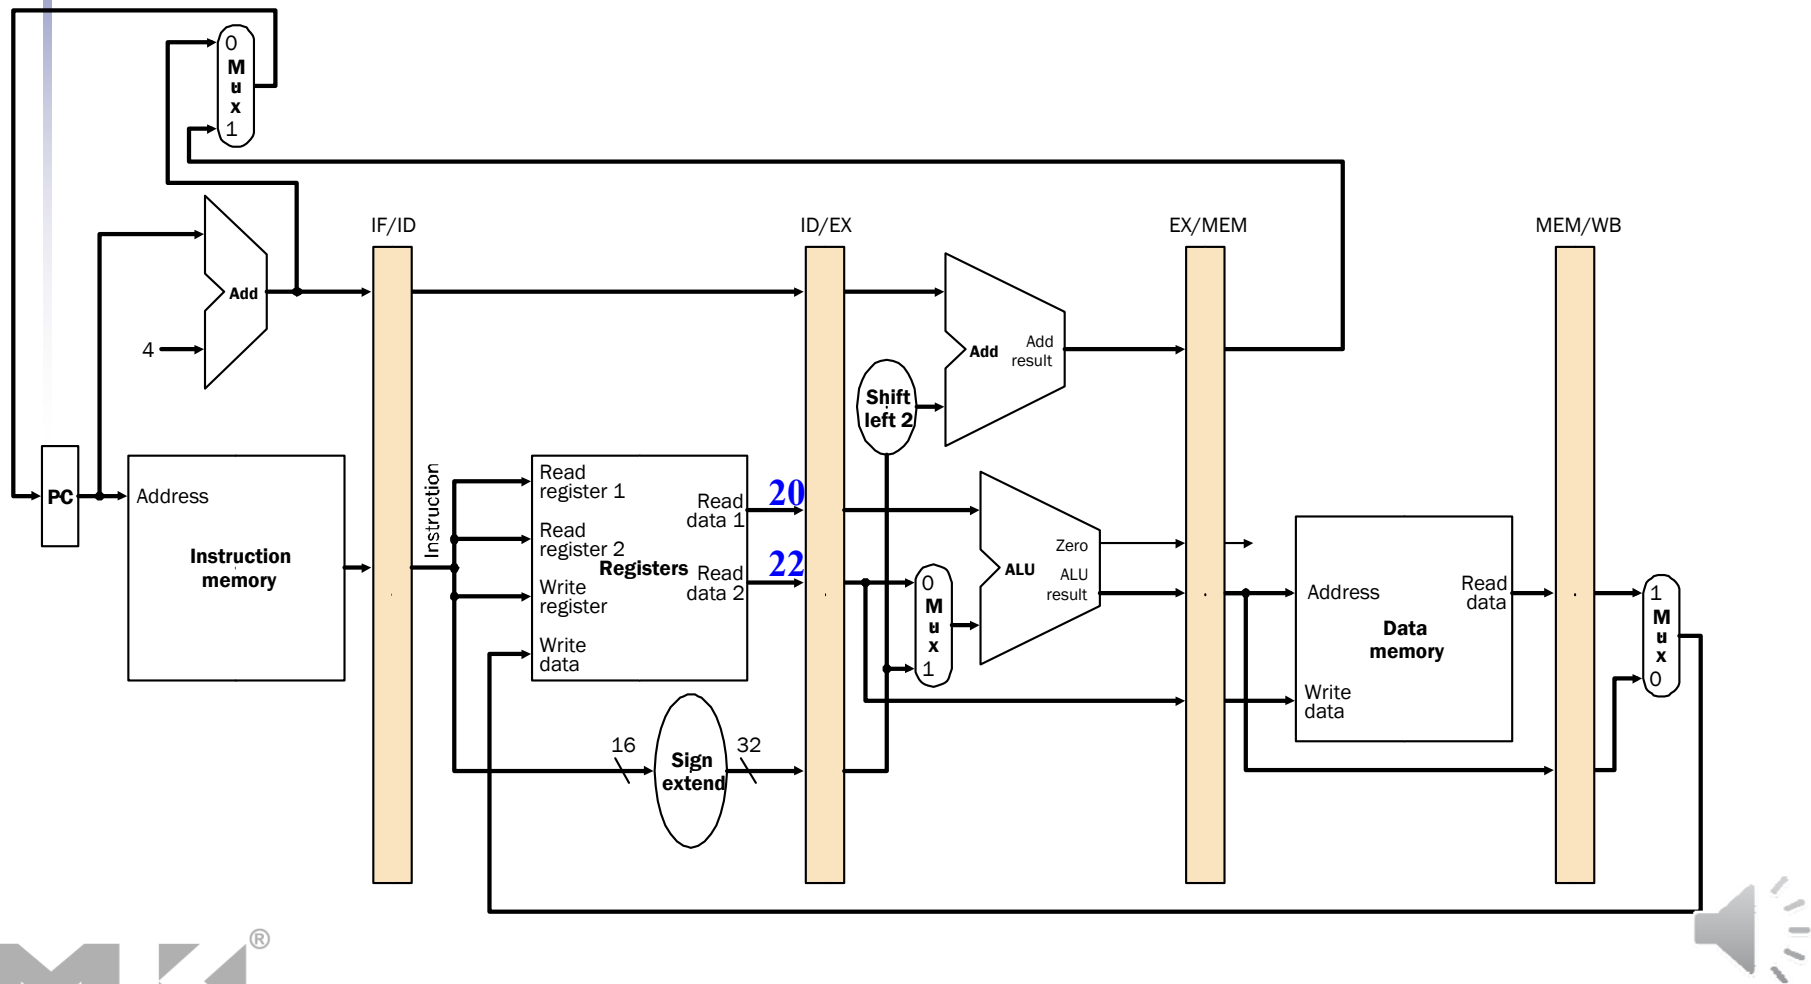 0
M
u
x
1
IF/ID
ID/EX
EX/MEM
MEM/WB
Add
4
Add
Add
result
Shift
left 2
PC
Address
Instruction
memory
Instruction
Read
register 1
Read
register 2
Write
register
Write
data
Registers
Read
data 1
Read
data 2
20
22
0
M
u
x
1
Zero
ALU
ALU
result
Address
Read
data
Data
memory
Write
data
1
M
u
x
0
16
Sign
extend
32
®